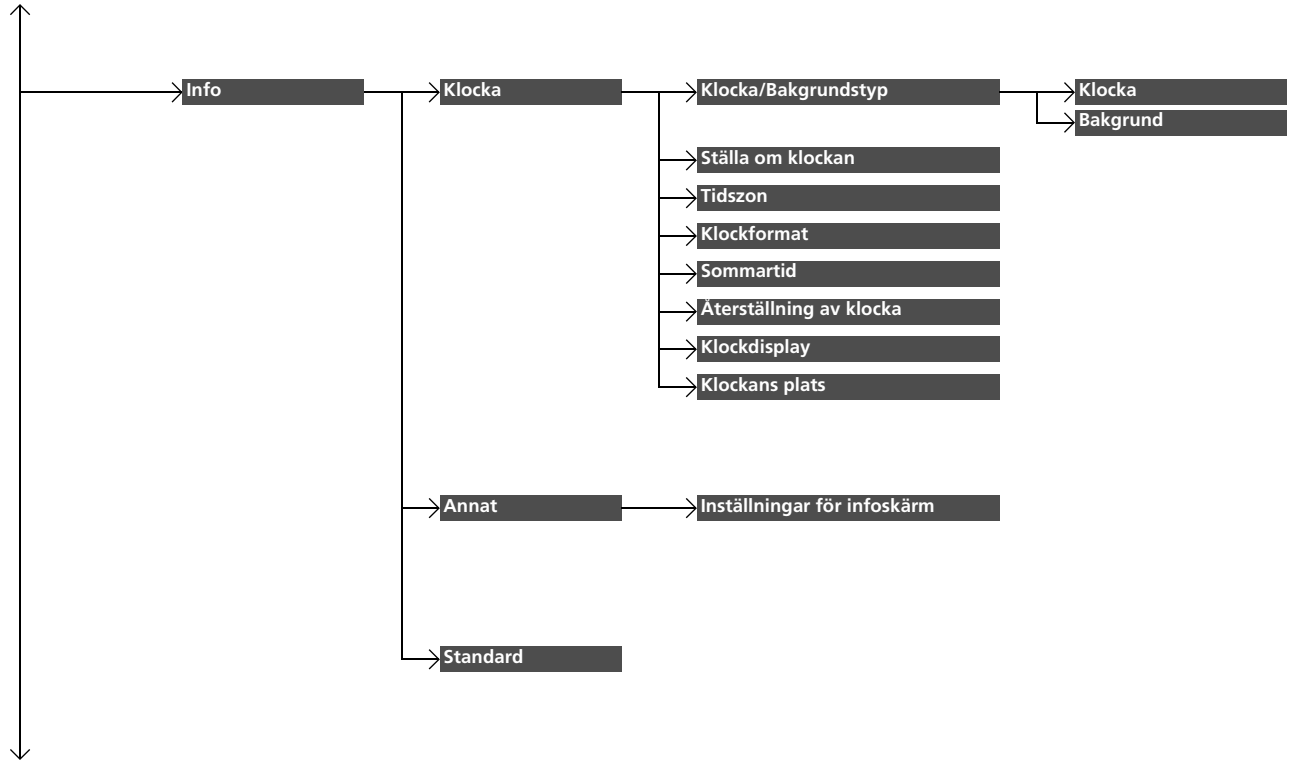 Info
Klocka
Klocka/Bakgrundstyp
Klocka
Bakgrund
Ställa om klockan
Tidszon
Klockformat
Sommartid
Återställning av klocka
Klockdisplay
Klockans plats
Annat
Inställningar för infoskärm
Standard